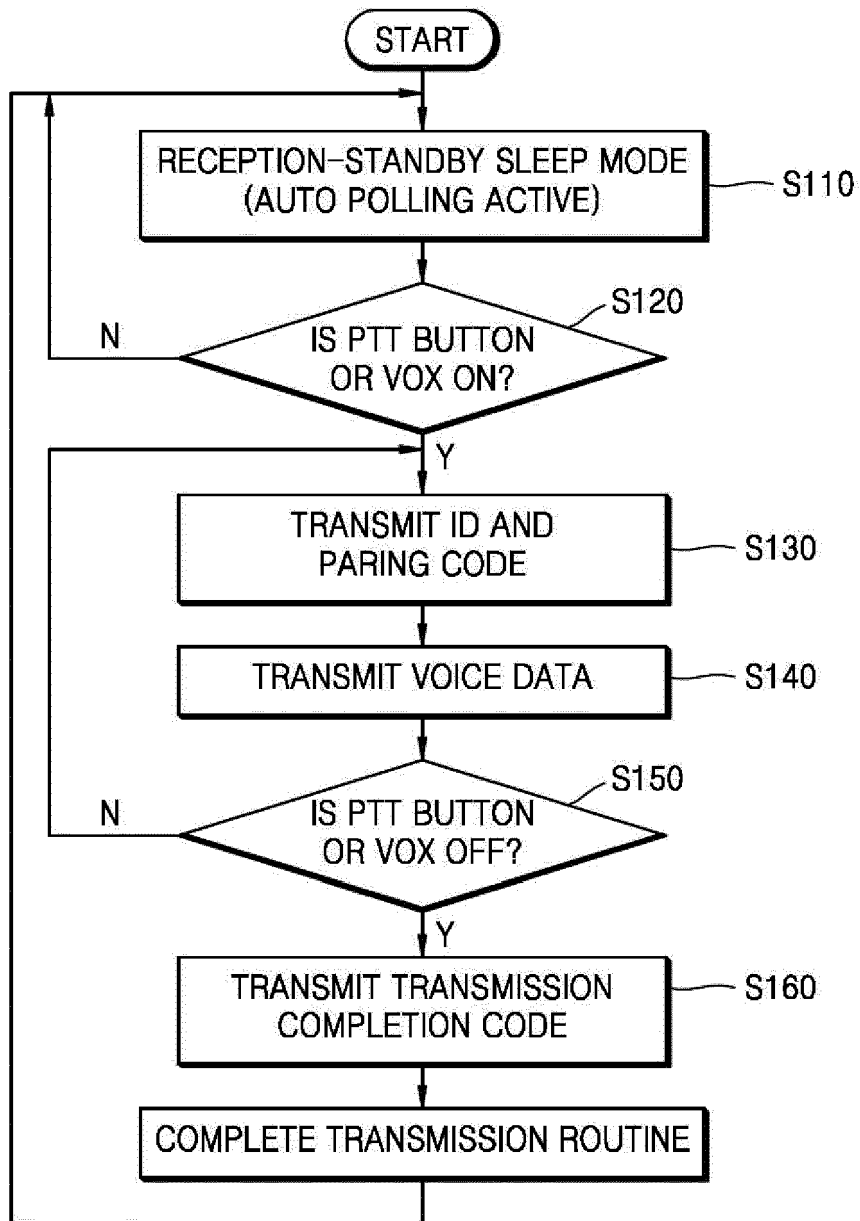 START
RECEPTION-STANDBY SLEEP MODE
(AUTO POLLING ACTIVE)
S110
S120
IS PTT BUTTON
OR VOX ON?
N
Y
TRANSMIT ID AND
PARING CODE
S130
TRANSMIT VOICE DATA
S140
S150
IS PTT BUTTON
OR VOX OFF?
N
Y
TRANSMIT TRANSMISSION
COMPLETION CODE
S160
COMPLETE TRANSMISSION ROUTINE